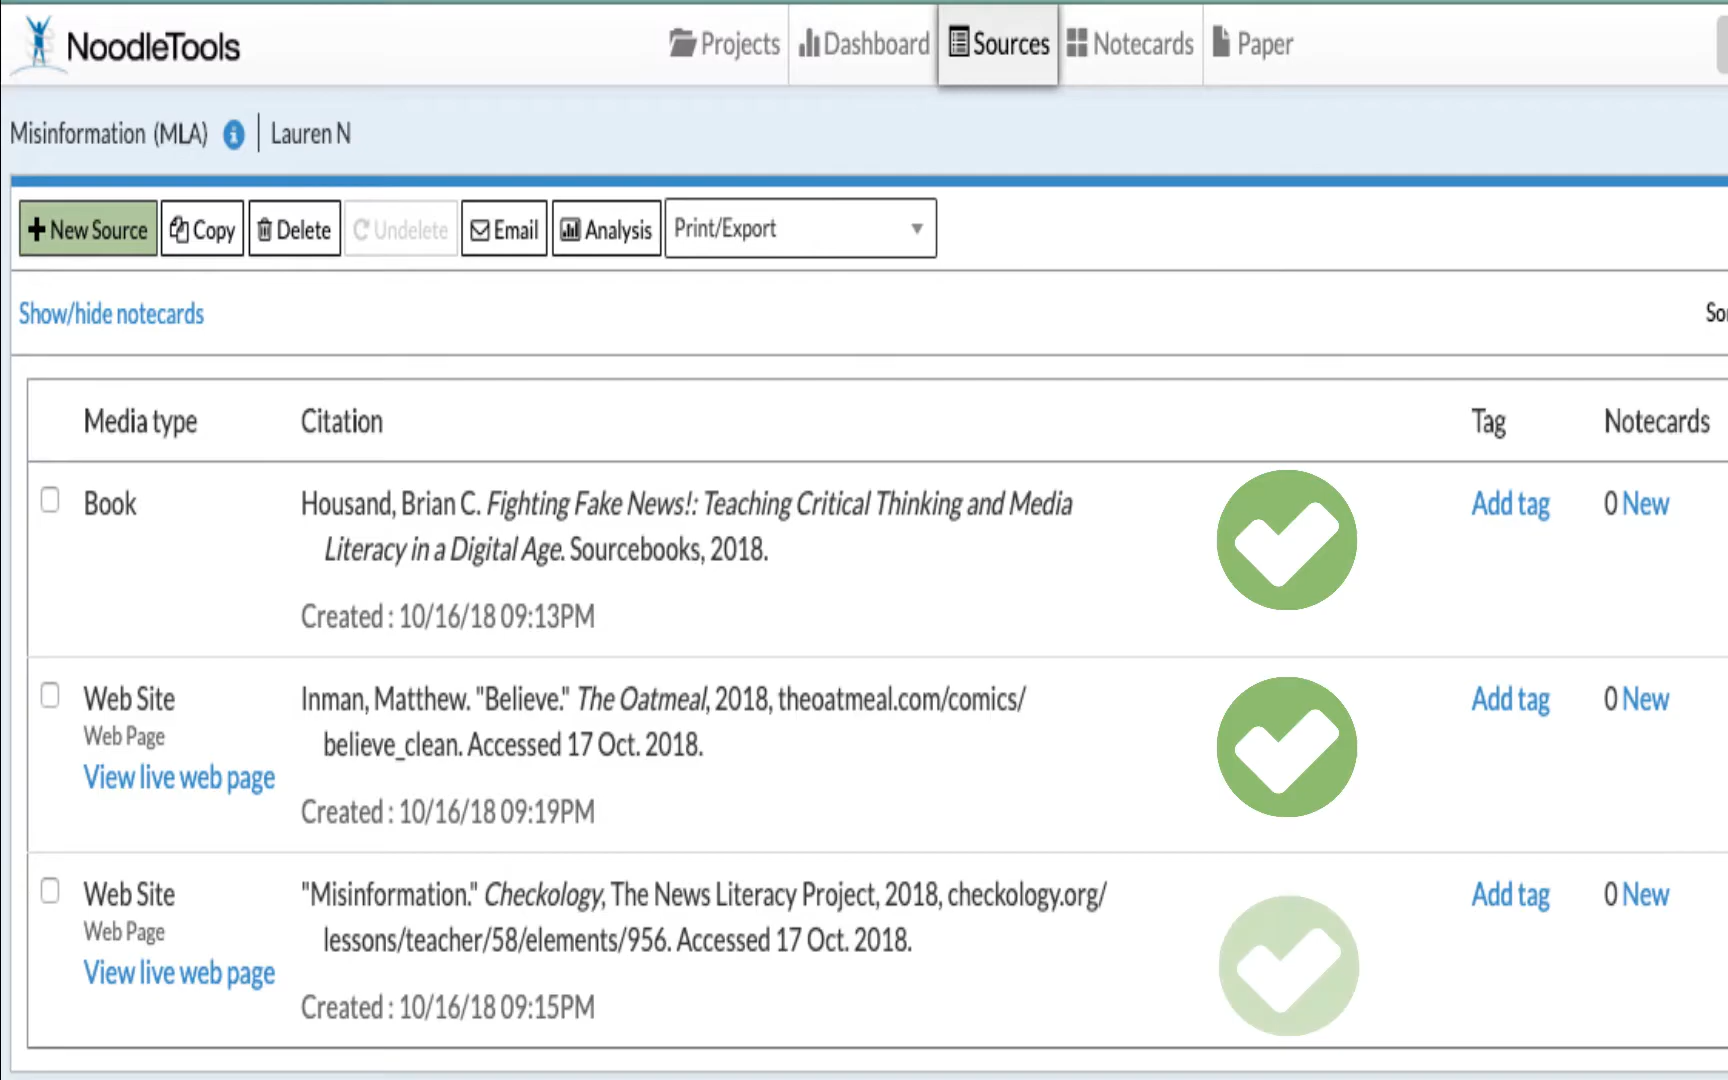 NoodleTools
Projects
Dashboard
Sources
Notecards
Paper
Misinformation (MLA)
Lauren N
New Source
Copy
Delete
Undelete
Email
Analysis
Print/Export
Show/hide notecards
Media type Citation Tag Notecards
Book
Housand, Brian C. Fighting Fake News!: Teaching Critical Thinking and Media
Literacy in a Digital Age. Sourcebooks, 2018.
Created : 10/16/18 09:13PM
Add tag
0 New
Web Site
Web Page
View live web page
Inman, Matthew. "Believe." The Oatmeal, 2018, theoatmeal.com/comics/
believe_clean. Accessed 17 Oct. 2018.
Created : 10/16/18 09:19PM
Add tag
0 New
Web Site
Web Page
View live web page
"Misinformation." Checkology, The News Literacy Project, 2018, checkology.org/
lessons/teacher/58/elements/956. Accessed 17 Oct. 2018.
Created : 10/16/18 09:15PM
Add tag
0 New